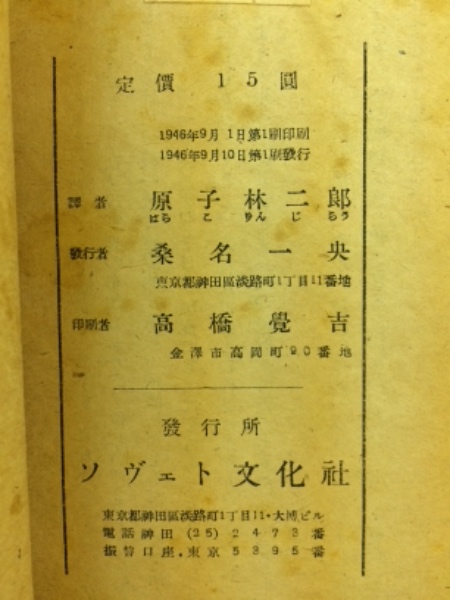 定價 15圓
1946年9月 1日第1刷印刷
1946年9月10日第1刷發行
譯者 原子林二郎
はら こ りん じ ろう
發行者 桑名一央
東京都神田區淡路町1丁目11番地
印刷者 高橋覺吉
金澤市高岡町90番地
發行所
ソヴェト文化社
東京都神田區淡路町1丁目11・大博ビル
電話神田 (25) 2473番
振替口座・東京 5395番